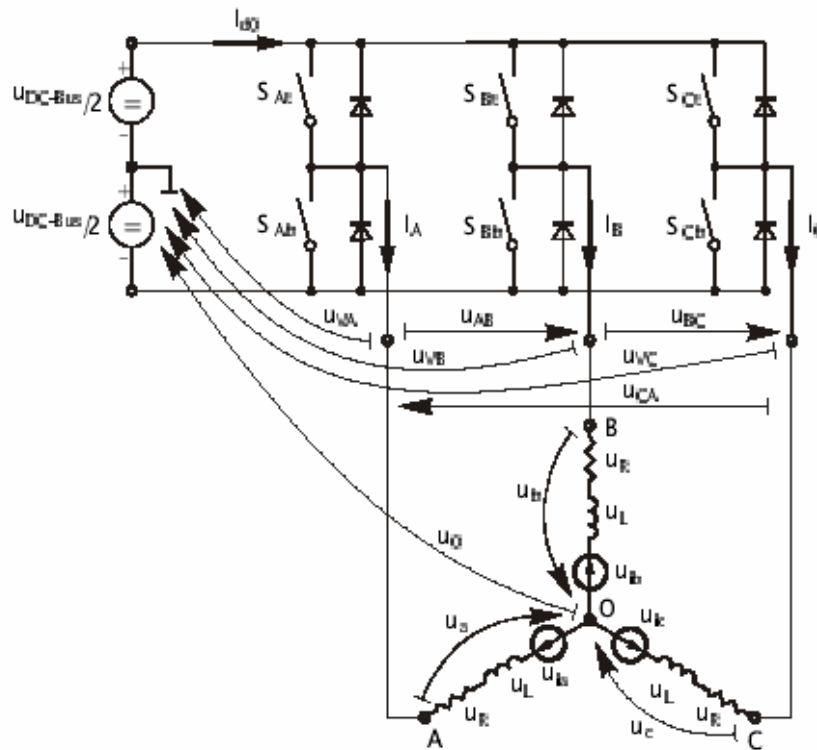 I_d0
+
u_DC-Bus/2
=
-
S_At
S_Bt
S_Ct
+
u_DC-Bus/2
=
-
S_Ab
I_A
S_Bb
I_B
S_Cb
u_VA
u_AB
u_BC
u_VB
u_VC
u_CA
B
u_R
u_b
u_L
u_0
u_ib
O
u_a
u_ic
u_ia
u_L
u_L
u_R
u_R
u_c
A
C